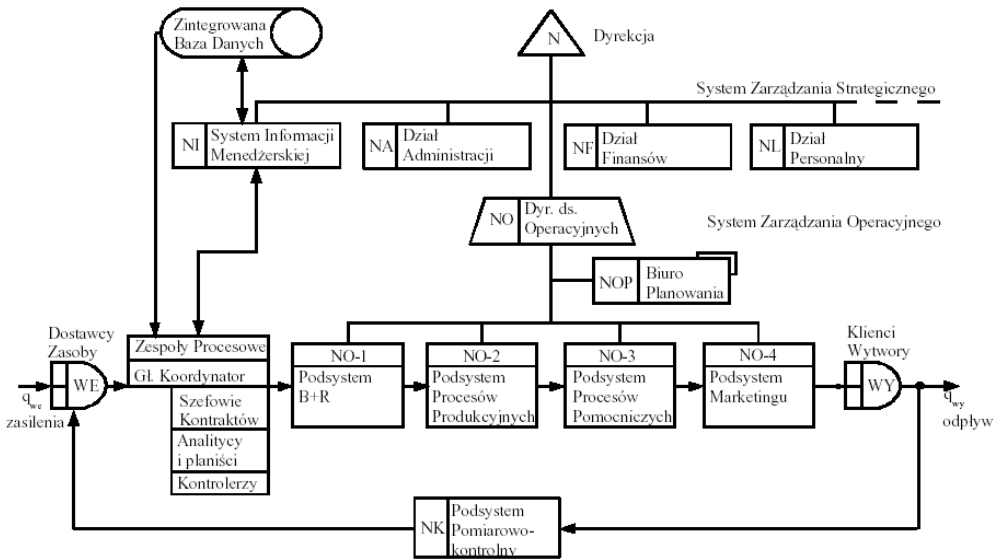 Zintegrowana
Baza Danych
N
Dyrekcja
System Zarządzania Strategicznego
NI
System Informacji
Menedżerskiej
NA
Dział
Administracji
NF
Dział
Finansów
NL
Dział
Personalny
NO
Dyr. ds.
Operacyjnych
System Zarządzania Operacyjnego
NOP
Biuro
Planowania
Dostawcy
Zasoby
WE
q we
zasilenia
Zespoły Procesowe
Gł. Koordynator
Szefowie
Kontraktów
Analitycy
i planiści
Kontrolerzy
NO-1
Podsystem
B+R
NO-2
Podsystem
Procesów
Produkcyjnych
NO-3
Podsystem
Procesów
Pomocniczych
NO-4
Podsystem
Marketingu
Klienci
Wytwory
WY
q wy
odpływ
NK
Podsystem
Pomiarowo-
kontrolny